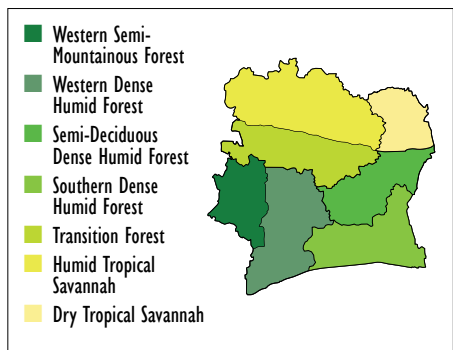 Western Semi-
Mountainous Forest
Western Dense
Humid Forest
Semi-Deciduous
Dense Humid Forest
Southern Dense
Humid Forest
Transition Forest
Humid Tropical
Savannah
Dry Tropical Savannah